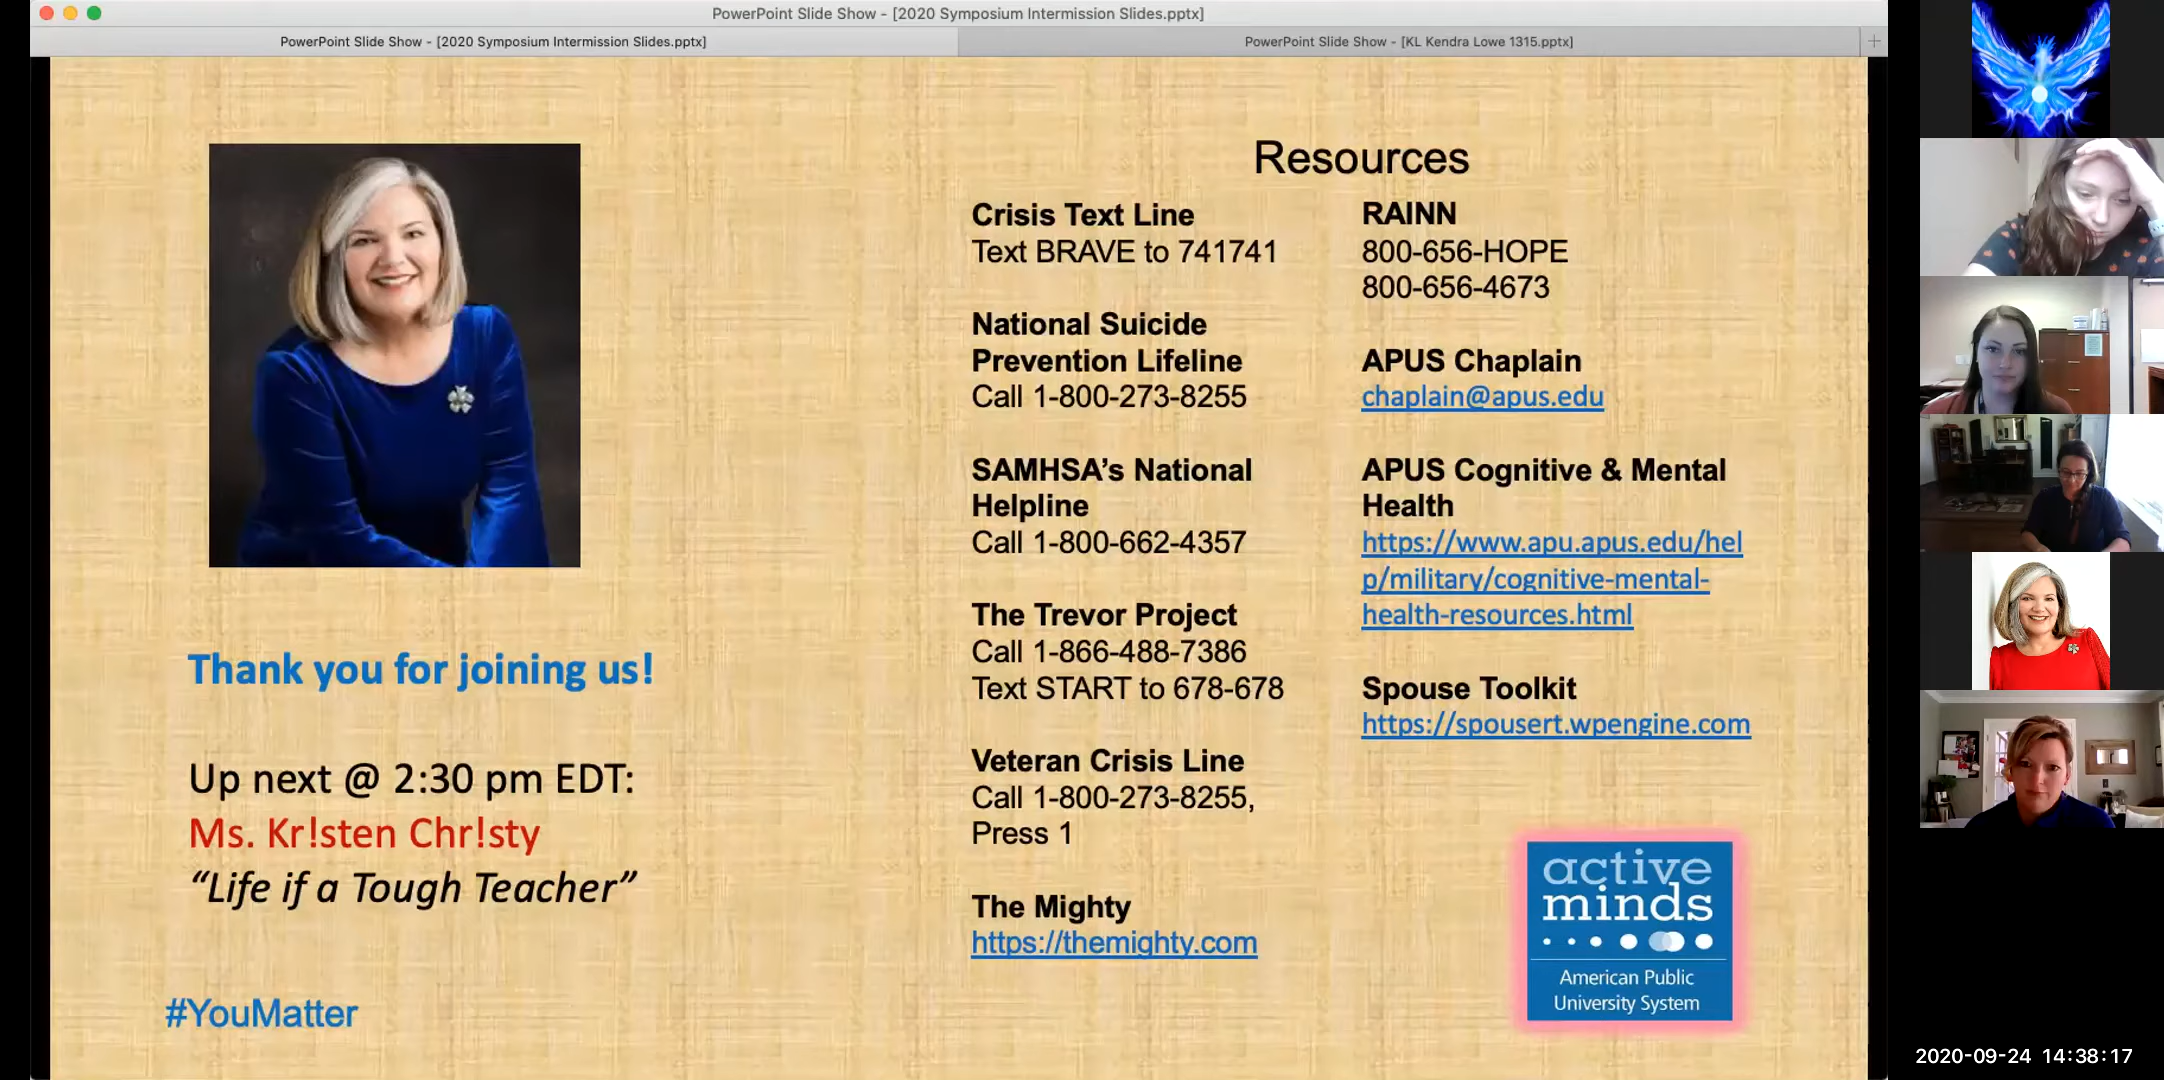 PowerPoint Slide Show - [2020 Symposium Intermission Slides.pptx]
PowerPoint Slide Show - [2020 Symposium Intermission Slides.pptx]
PowerPoint Slide Show - [KL Kendra Lowe 1315.pptx]
Thank you for joining us!
Up next @ 2:30 pm EDT:
Ms. Kr!sten Chr!sty
“Life if a Tough Teacher”
#YouMatter
Resources
Crisis Text Line
Text BRAVE to 741741
National Suicide
Prevention Lifeline
Call 1-800-273-8255
SAMHSA’s National
Helpline
Call 1-800-662-4357
The Trevor Project
Call 1-866-488-7386
Text START to 678-678
Veteran Crisis Line
Call 1-800-273-8255,
Press 1
The Mighty
https://themighty.com
RAINN
800-656-HOPE
800-656-4673
APUS Chaplain
chaplain@apus.edu
APUS Cognitive & Mental
Health
https://www.apu.apus.edu/hel
p/military/cognitive-mental-
health-resources.html
Spouse Toolkit
https://spousert.wpengine.com
active
minds
American Public
University System
2020-09-24 14:38:17